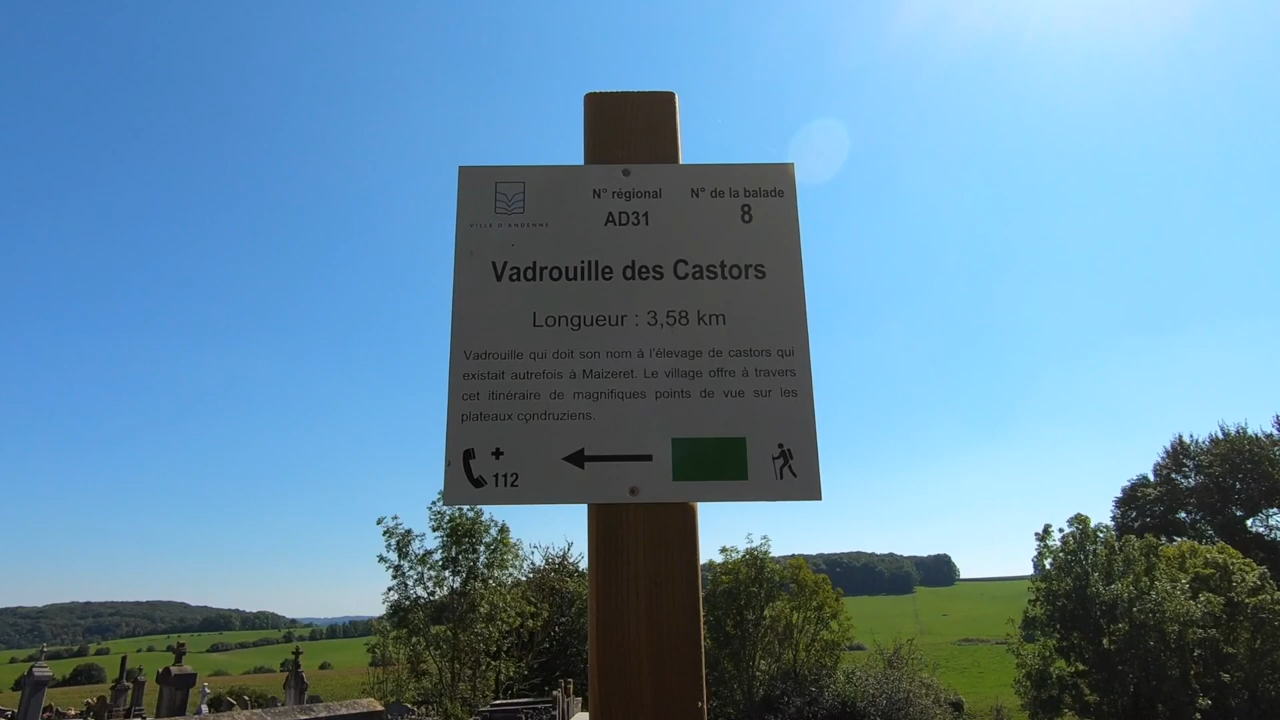 VILLE D'ANDENNE
N° régional
AD31
N° de la balade
8
Vadrouille des Castors
Longueur : 3,58 km
Vadrouille qui doit son nom à l'élevage de castors qui
existait autrefois à Maizeret. Le village offre à travers
cet itinéraire de magnifiques points de vue sur les
plateaux condruziens.
+
112